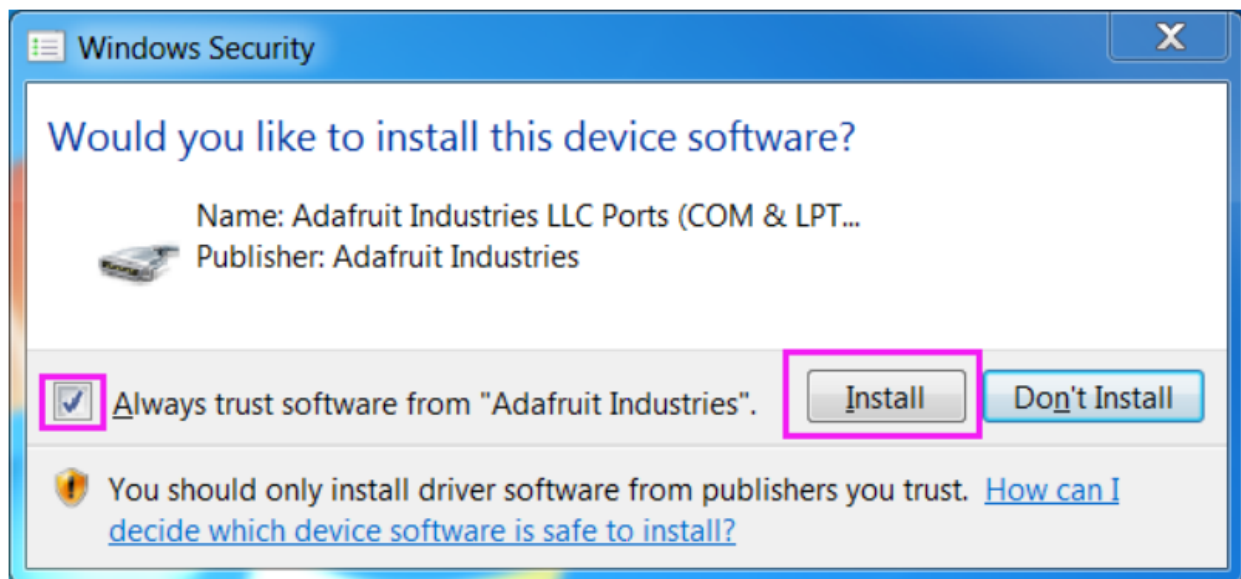 Windows Security
X
Would you like to install this device software?
Name: Adafruit Industries LLC Ports (COM & LPT...
Publisher: Adafruit Industries
Always trust software from "Adafruit Industries".
Install
Don't Install
You should only install driver software from publishers you trust. How can I
decide which device software is safe to install?